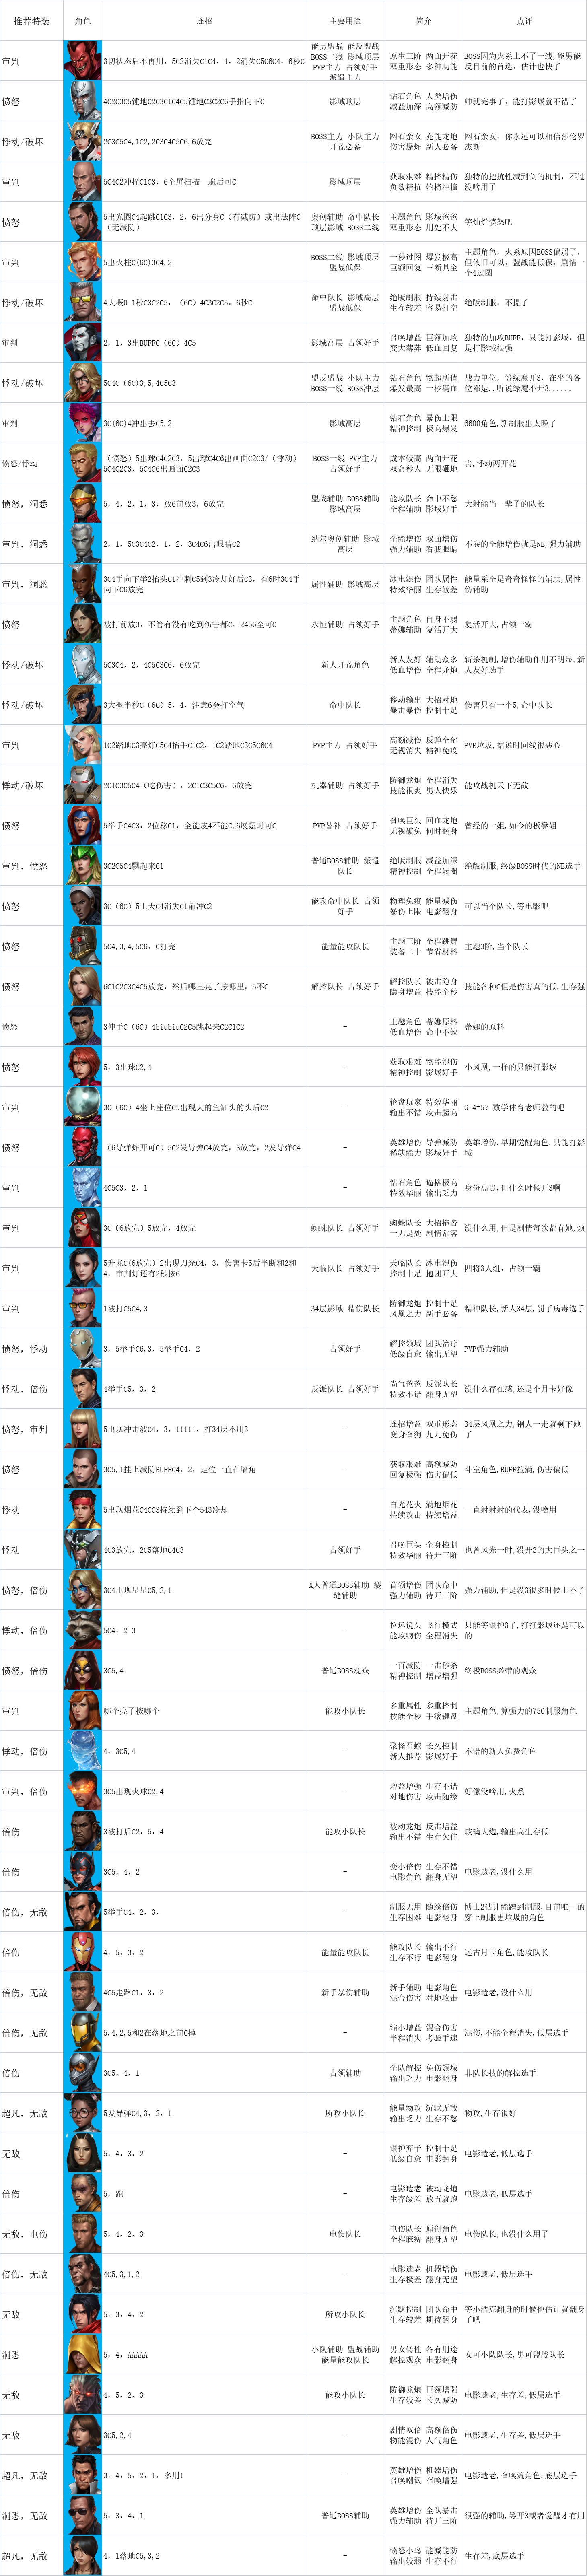 推荐特装 角色 连招 主要用途 简介 点评
审判 3切状态后不再用，5C2消失C1C4，1，2消失C5C6C4，6秒C 能男盟战 能反盟战 原生三阶 两面开花 BOSS因为火系上不了一线,能男能
BOSS二线 影域顶层 双重形态 多种功能 反目前的首选，估计也快了
PVP主力 占领好手
派遣主力
愤怒 4C2C3C5锤地C2C3C1C4C5锤地C3C2C6手指向下C 影域顶层 钻石角色 人类增伤 帅就完事了，能打影域就不错了
减益加深 高额减防
悸动/破坏 2C3C5C4,1C2,2C3C4C5C6,6放完 BOSS主力 小队主力 网石亲女 充能龙炮 网石亲女，你永远可以相信莎伦罗
开荒必备 伤害爆炸 新人必备 杰斯
审判 5C4C2冲撞C1C3，6全屏扫描一遍后可C 影域顶层 获取艰难 精控精伤 独特的把抗性减到负的机制，不过
负数精抗 轮椅冲撞 没啥用了
愤怒 5出光圈C4起跳C1C3，2，6出分身C（有减防）或出法阵C 奥创辅助 命中队长 主题角色 影域爸爸 等灿烂愤怒吧
（无减防） 顶层影域 BOSS二线 双重形态 用处不大
审判 5出火柱C(6C)3C4,2 BOSS二线 影域顶层 一秒过图 爆发极高 主题角色，火系原因BOSS偏弱了，
盟战低保 巨额回复 三断具全 但依旧可以，盟战能低保，剧情一
个4过图
悸动/破坏 4大概0.1秒C3C2C5，（6C）4C3C2C5，6秒C 命中队长 影域高层 绝版制服 持续射击 绝版制服，不提了
盟战低保 生存较差 容易打空
审判 2，1，3出BUFFC（6C）4C5 影域高层 占领好手 召唤增益 巨额加攻 独特的加攻BUFF，只能打影域，但
变大薄葬 低血回复 是打影域很强
悸动/破坏 5C4C（6C)3,5,4C5C3 盟反盟战 小队主力 钻石角色 物超所值 战力单位，等绿魔开3，在坐的各
BOSS一线 BOSS冲层 爆发最高 一秒满血 位都是..听说绿魔不开3......
审判 3C(6C)4冲出去C5,2 影域高层 钻石角色 暴伤上限 6600角色,新制服出太晚了
精神控制 极高爆发
愤怒/悸动 （愤怒）5出球C4C2C3，5出球C4C6出画面C2C3/（悸动） BOSS一线 PVP主力 成本较高 两面开花 贵,悸动两开花
5C4C2C3，5C4C6出画面C2C3 占领好手 双命秒人 无限砸地
愤怒，洞悉 5，4，2，1，3，放6前放3，6放完 盟战辅助 BOSS辅助 能攻队长 命中不愁 大射能当一辈子的队长
影域高层 全程辅助 影域好手
审判，洞悉 2，1，5C3C4C2，1，2，3C4C6出眼睛C2 纳尔奥创辅助 影域 全能增伤 双面增伤 不卷的全能增伤就是NB,强力辅助
高层 强力辅助 看我眼睛
审判，洞悉 3C4手向下举2抬头C1冲刺C5到3冷却好后C3，有6时3C4手 属性辅助 影域高层 冰电混伤 团队属性 能量系全是奇奇怪怪的辅助,属性
向下C6放完 特效华丽 生存较差 伤辅助
愤怒 被打前放3，不管有没有吃到伤害都C，2456全可C 永恒辅助 占领好手 主题角色 自身不弱 复活开大,占领一霸
蒂娜辅助 复活开大
悸动/破坏 5C3C4，2，4C5C3C6，6放完 新人开荒角色 新人友好 辅助众多 斩杀机制,增伤辅助作用不明显,新
低血增伤 全程龙炮 人友好选手
悸动/破坏 3大概半秒C（6C）5，4，注意6会打空气 命中队长 移动输出 大招对地 伤害只有一个5,命中队长
暴击暴伤 控制十足
审判 1C2踏地C3亮灯C5C4抬手C1C2，1C2踏地C3C5C6C4 PVP主力 占领好手 高额减伤 反弹全部 PVE垃圾,据说时间线很恶心
无视消失 精神免疫
悸动/破坏 2C1C3C5C4（吃伤害），2C1C3C5C6，6放完 机器辅助 占领好手 防御龙炮 全程消失 能攻战机天下无敌
技能很爽 男人快乐
愤怒 5举手C4C3，2位移C1，全能皮4不能C,6展翅时可C PVP替补 占领好手 召唤巨头 回血龙炮 曾经的一姐,如今的板凳姐
无视破免 何时翻身
审判，愤怒 3C2C5C4飘起来C1 普通BOSS辅助 派遣 绝版制服 减益加深 绝版制服,终级BOSS时代的NB选手
队长 精神控制 全程转圈
愤怒 3C（6C）5上天C4消失C1前冲C2 能攻命中队长 占领 物理免疫 能量减伤 可以当个队长,等电影吧
好手 暴伤上限 电影翻身
愤怒 5C4,3,4,5C6，6打完 能量能攻队长 主题三阶 全程跳舞 主题3阶,当个队长
装备二十 节省材料
愤怒 6C1C2C3C4C5放完，然后哪里亮了按哪里，5不C 解控队长 占领好手 解控队长 被击隐身 技能各种C但是伤害真的低,生存强
隐身增益 技能全秒
愤怒 3伸手C（6C）4biubiuC2C5跳起来C2C1C2 - 主题角色 蒂娜原料 蒂娜的原料
低血增伤 命中不缺
愤怒 5，3出球C2,4 - 获取艰难 物能混伤 小凤凰,一样的只能打影域
精神控制 影域好手
审判 3C（6C）4坐上座位C5出现大的鱼缸头的头后C2 - 轮盘玩家 特效华丽 6-4=5? 数学体育老师教的吧
输出不错 攻击超高
愤怒 （6导弹炸开可C）5C2发导弹C4放完，3放完，2发导弹C4 - 英雄增伤 导弹减防 英雄增伤,早期觉醒角色,只能打影
稀缺能力 影域好手 域
审判 4C5C3，2，1 - 钻石角色 逼格极高 身份高贵,但什么时候开3啊
特效华丽 输出乏力
审判 3C（6放完）5放完，4放完 蜘蛛队长 占领好手 蜘蛛队长 大招拖沓 没什么用,但是剧情每次都有她,烦
一无是处 剧情常客
审判 5升龙C(6放完）2出现刀光C4，3，伤害卡5后半断和2和 天临队长 占领好手 天临队长 冰电混伤 四将3人组，占领一霸
4，审判灯还有2秒按6 控制十足 抱团开大
审判 1被打C5C4,3 34层影域 精伤队长 防御龙炮 控制十足 精神队长,新人34层,罚子病毒选手
凤凰之力 新手必备
愤怒，悸动 3，5举手C6,3，5举手C4，2 占领好手 解控领域 团队治疗 PVP强力辅助
低级自愈 输出无望
悸动，倍伤 4举手C5，3，2 反派队长 占领好手 尚气爸爸 反派队长 没什么存在感,还是个月卡好像
特效不错 翻身无望
愤怒，审判 5出现冲击波C4，3，11111，打34层不用3 - 连招增益 双重形态 34层凤凰之力,钢人一走就剩下她
变身召狗 九九免伤 了
愤怒 3C5,1挂上减防BUFFC4，2，走位一直在墙角 - 获取艰难 高额减防 斗室角色,BUFF拉满,伤害偏低
回复极强 伤害偏低
悸动 5出现烟花C4CC3持续到下个543冷却 - 白光花火 满地烟花 一直射射射的代表,没啥用
持续攻击 持续增益
悸动 4C3放完，2C5落地C4C3 占领好手 召唤巨头 全身控制 也曾风光一时,没开3的大巨头之一
特效华丽 待开三阶
愤怒，倍伤 3C4出现星星C5,2,1 X人普通BOSS辅助 裂 首领增伤 团队命中 强力辅助,但是没3很多时候上不了
缝辅助 强力辅助 待开三阶
悸动，倍伤 5C4，2 3 - 拉远镜头 飞行模式 只能等银护3了,打打影域还是可以
能攻物伤 全程消失 的
愤怒，倍伤 3C5,4 普通BOSS观众 一百减防 一击秒杀 终极BOSS必带的观众
精神控制 增益增强
审判 哪个亮了按哪个 能攻小队长 多重属性 多重控制 主题角色,算强力的750制服角色
技能全秒 手滚键盘
悸动，倍伤 4，3C5,4 - 聚怪召蛇 长久控制 不错的新人免费角色
新人推荐 影域好手
审判，倍伤 3C5出现火球C2,4 - 增益增强 生存不错 好像没啥用,火系
对地伤害 攻击随缘
倍伤 3被打后C2，5，4 能攻小队长 被动龙炮 反击增益 玻璃大炮,输出高生存低
输出不错 生存欠佳
倍伤 3C5，4，2 - 变小倍伤 生存不错 电影遗老,没什么用
电影角色 翻身无望
倍伤，无敌 5举手C4，2，3， - 制服无用 随缘倍伤 博士2估计能蹭到制服,目前唯一的
生存困难 电影翻身 穿上制服更垃圾的角色
倍伤 4，5，3，2 能量能攻队长 能攻队长 输出不行 远古月卡角色,能攻队长
生存不行 电影翻身
倍伤，无敌 4C5走路C1，3，2 新手暴伤辅助 新手辅助 电影角色 电影遗老,没什么用
混合伤害 对地攻击
倍伤，无敌 5,4,2,5和2在落地之前C掉 - 缩小增益 混合伤害 混伤,不能全程消失,低层选手
半程消失 考验手速
倍伤 3C5，4，1 占领辅助 全队解控 免伤领域 非队长技的解控选手
输出乏力 电影翻身
超凡，无敌 5发导弹C4,3，2，1 所攻小队长 能量物攻 沉默无敌 物攻,生存很好
输出乏力 生存不愁
无敌 5，4，3，2 - 银护弃子 控制十足 电影遗老,低层选手
低级自愈 电影翻身
倍伤 5，跑 - 电影遗老 被动龙炮 电影遗老,低层选手
生存级差 放五就跑
无敌，电伤 5，4，2，3 电伤队长 电伤队长 原创角色 电伤队长,也没什么用了
全程麻痹 翻身无望
倍伤，无敌 4C5,3,1,2 - 电影遗老 机器增伤 电影遗老,低层选手
生存极差 翻身无望
无敌 5，3，4，2 所攻小队长 沉默控制 团队命中 等小浩克翻身的时候他估计就翻身
生存较差 期待翻身 了吧
洞悉 5，4，AAAAA 小队辅助 盟战辅助 男女转性 各有用途 女可小队队长,男可盟战队长
能量能攻队长 解控观众 电影翻身
无敌 4，5，2，3 能攻小队长 防御龙炮 巨额增伤 电影遗老,生存差,低层选手
生存较差 长久减防
无敌 3C5,2,4 - 剧情双倍 高额倍伤 电影遗老,生存差,低层选手
物能混伤 人气角色
超凡，无敌 3，4，5，2，1，多用1 - 英雄增伤 机器增伤 电影遗老,召唤流角色,底层选手
召唤嘲讽 召唤增强
洞悉，无敌 5，3，4，1 普通BOSS辅助 英雄增伤 全队暴击 很强的辅助,等开3或者觉醒才有用
强力辅助 待开三阶
超凡，无敌 4，1落地C5,3,2 - 愤怒小鸟 能减能防 生存差,底层选手
输出较弱 生存不行